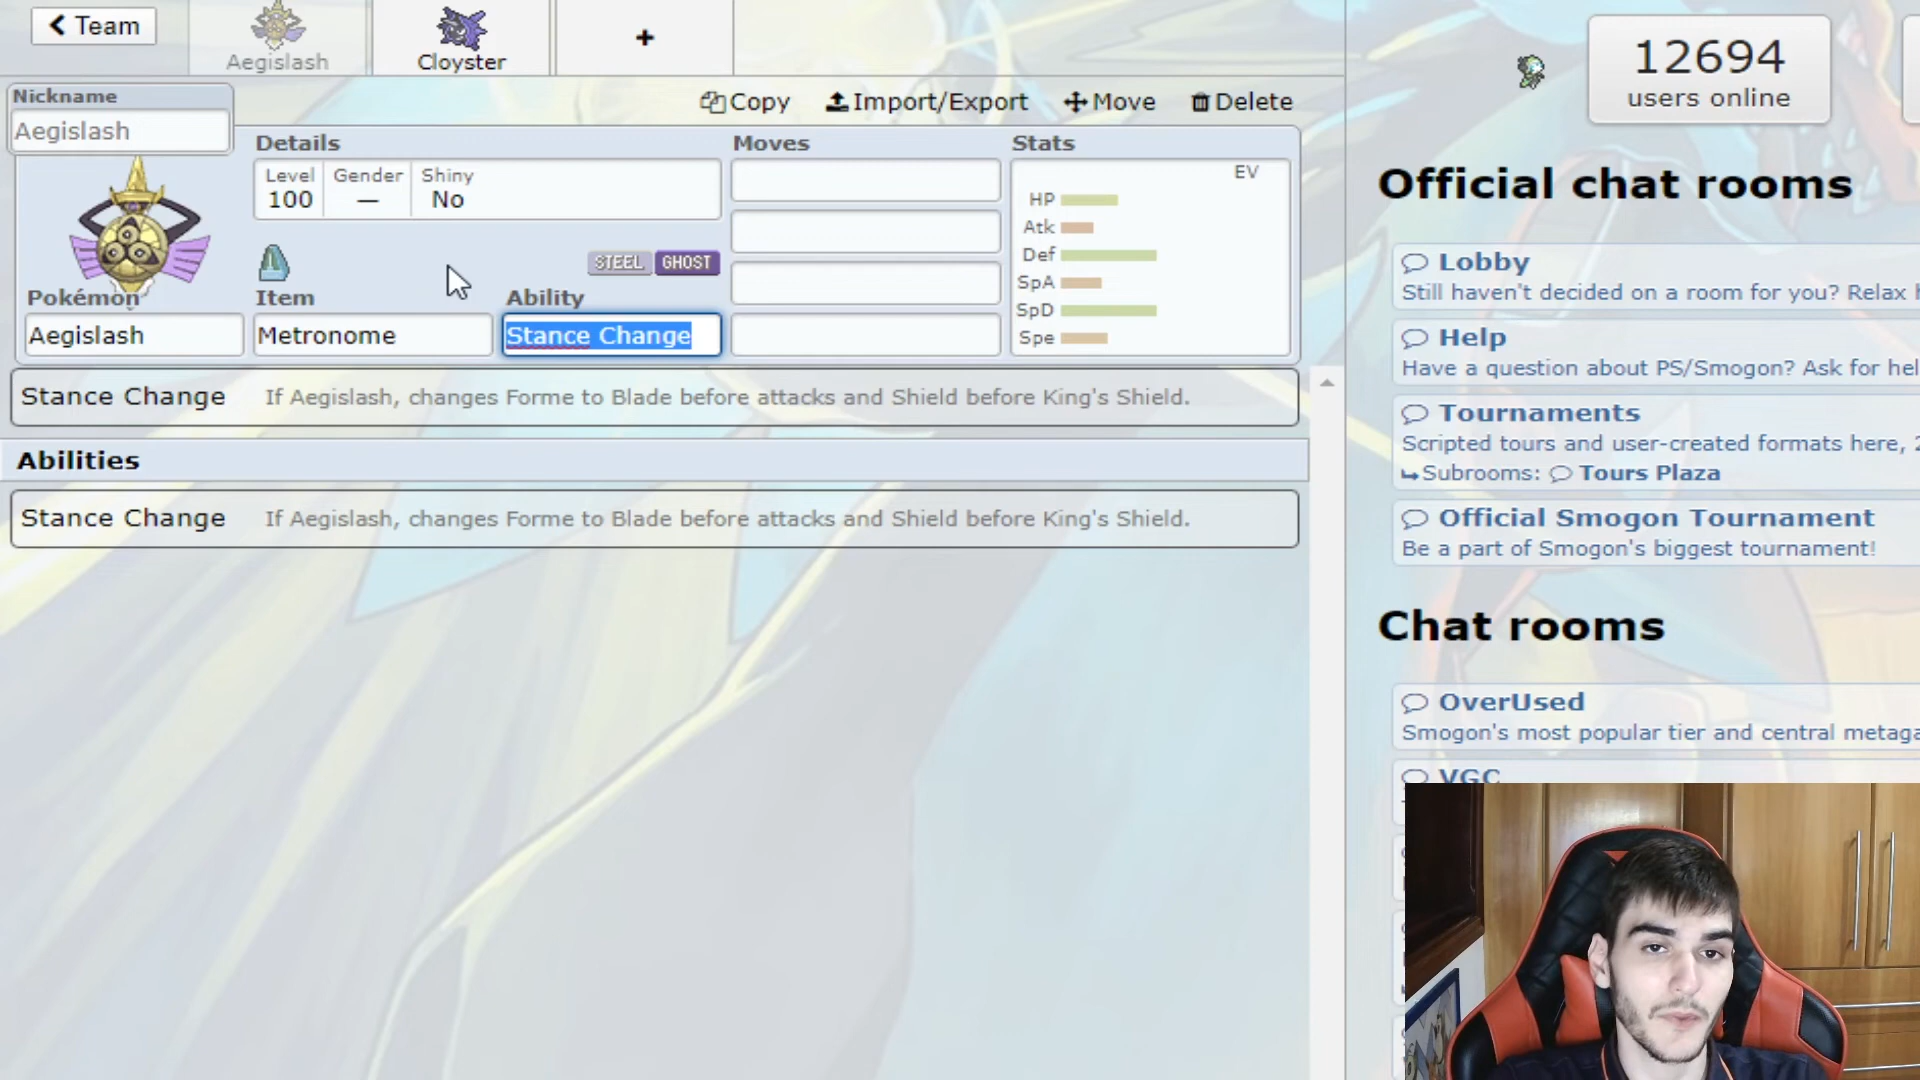 Team
Aegislash
Cloyster
+
Nickname
Aegislash
Copy
Import/Export
Move
Delete
Details
Level
100
Gender
—
Shiny
No
STEEL
GHOST
Pokémon
Aegislash
Item
Metronome
Ability
Stance Change
Moves
Stats
EV
HP
Atk
Def
SpA
SpD
Spe
Stance Change If Aegislash, changes Forme to Blade before attacks and Shield before King's Shield.
Abilities
Stance Change If Aegislash, changes Forme to Blade before attacks and Shield before King's Shield.
12694
users online
Official chat rooms
Lobby
Still haven't decided on a room for you? Relax
Help
Have a question about PS/Smogon? Ask for hel
Tournaments
Scripted tours and user-created formats here, 2
Subrooms: Tours Plaza
Official Smogon Tournament
Be a part of Smogon's biggest tournament!
Chat rooms
OverUsed
Smogon's most popular tier and central metaga
VGC